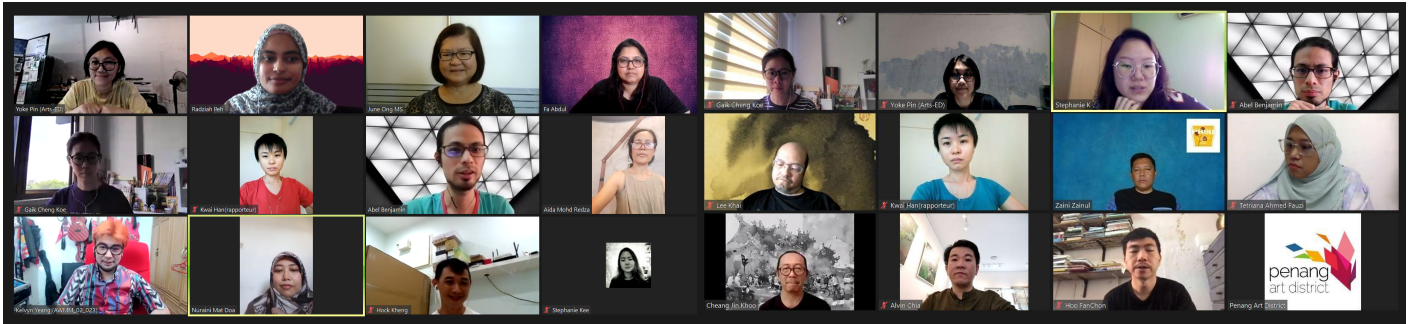 Yoke Pin (Arts-ED)
Radziah Beh
June Ong MS
Fa Abdul
Gaik Cheng Koe
Yoke Pin (Arts-ED)
Stephanie K
Abel Benjamin
Gaik Cheng Koe
Kwai Han(rapporteur)
Abel Benjamin
Aida Mohd Redza
Lee Khai
Kwai Han(rapporteur)
Zaini Zainul
Tetriana Ahmed Fauzi
Kelvyn Yeang
Nuraini Mat Doa
Hock Kheng
Stephanie Kee
Cheang Jin Khoo
Alvin Chia
Hoo FanChon
penang
art district
Penang Art District